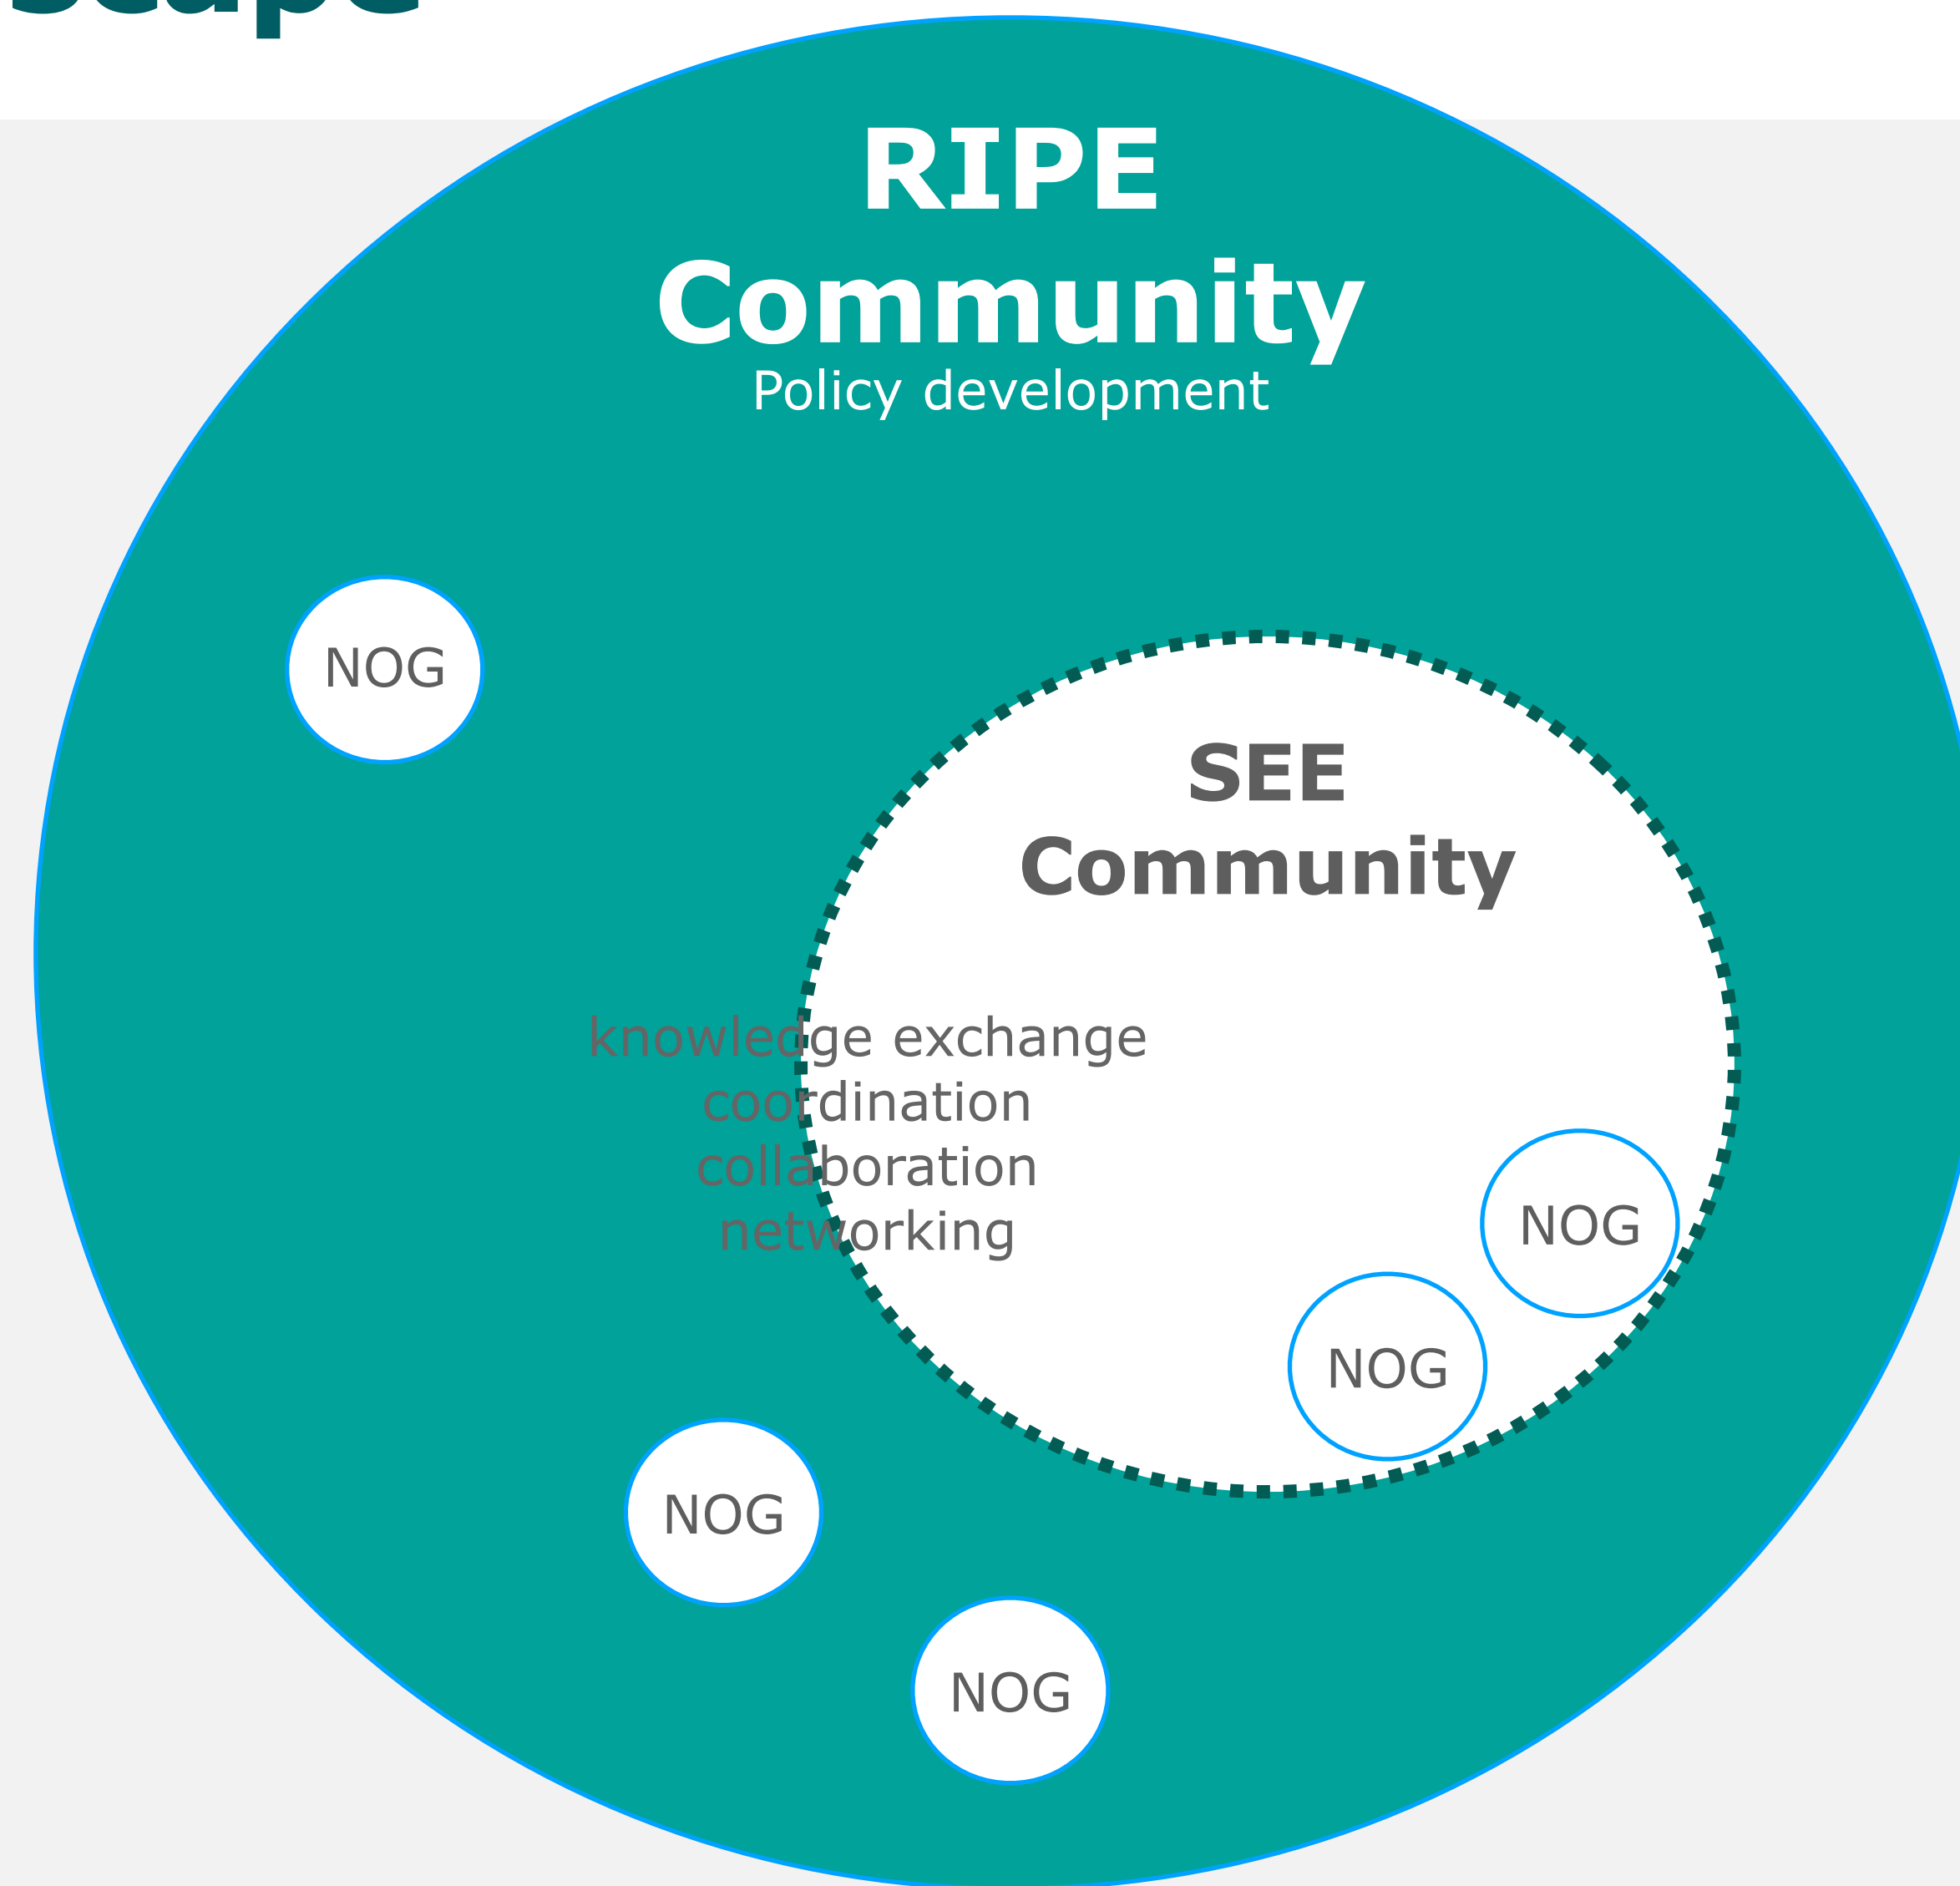 RIPE
Community
Policy development
NOG
SEE
Community
knowledge exchange
coordination
collaboration
networking
NOG
NOG
NOG
NOG